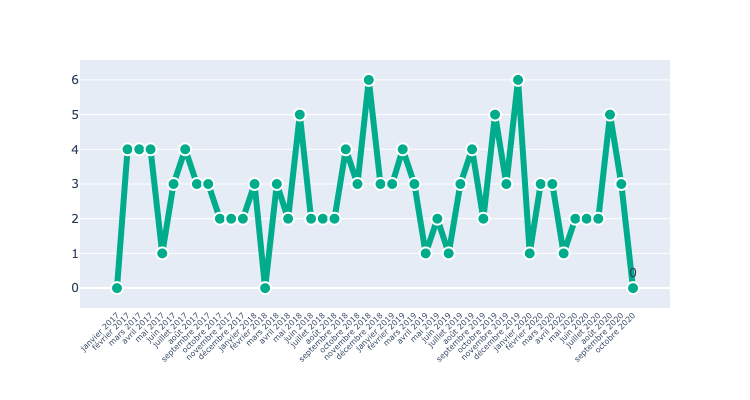 6
5
4
3
2
1
0
0
janvier 2017
février 2017
mars 2017
avril 2017
mai 2017
juin 2017
juillet 2017
août 2017
septembre 2017
octobre 2017
novembre 2017
décembre 2017
janvier 2018
février 2018
mars 2018
avril 2018
mai 2018
juin 2018
juillet 2018
août 2018
septembre 2018
octobre 2018
novembre 2018
décembre 2018
janvier 2019
février 2019
mars 2019
avril 2019
mai 2019
juin 2019
juillet 2019
août 2019
septembre 2019
octobre 2019
novembre 2019
décembre 2019
janvier 2020
février 2020
mars 2020
avril 2020
mai 2020
juin 2020
juillet 2020
août 2020
septembre 2020
octobre 2020